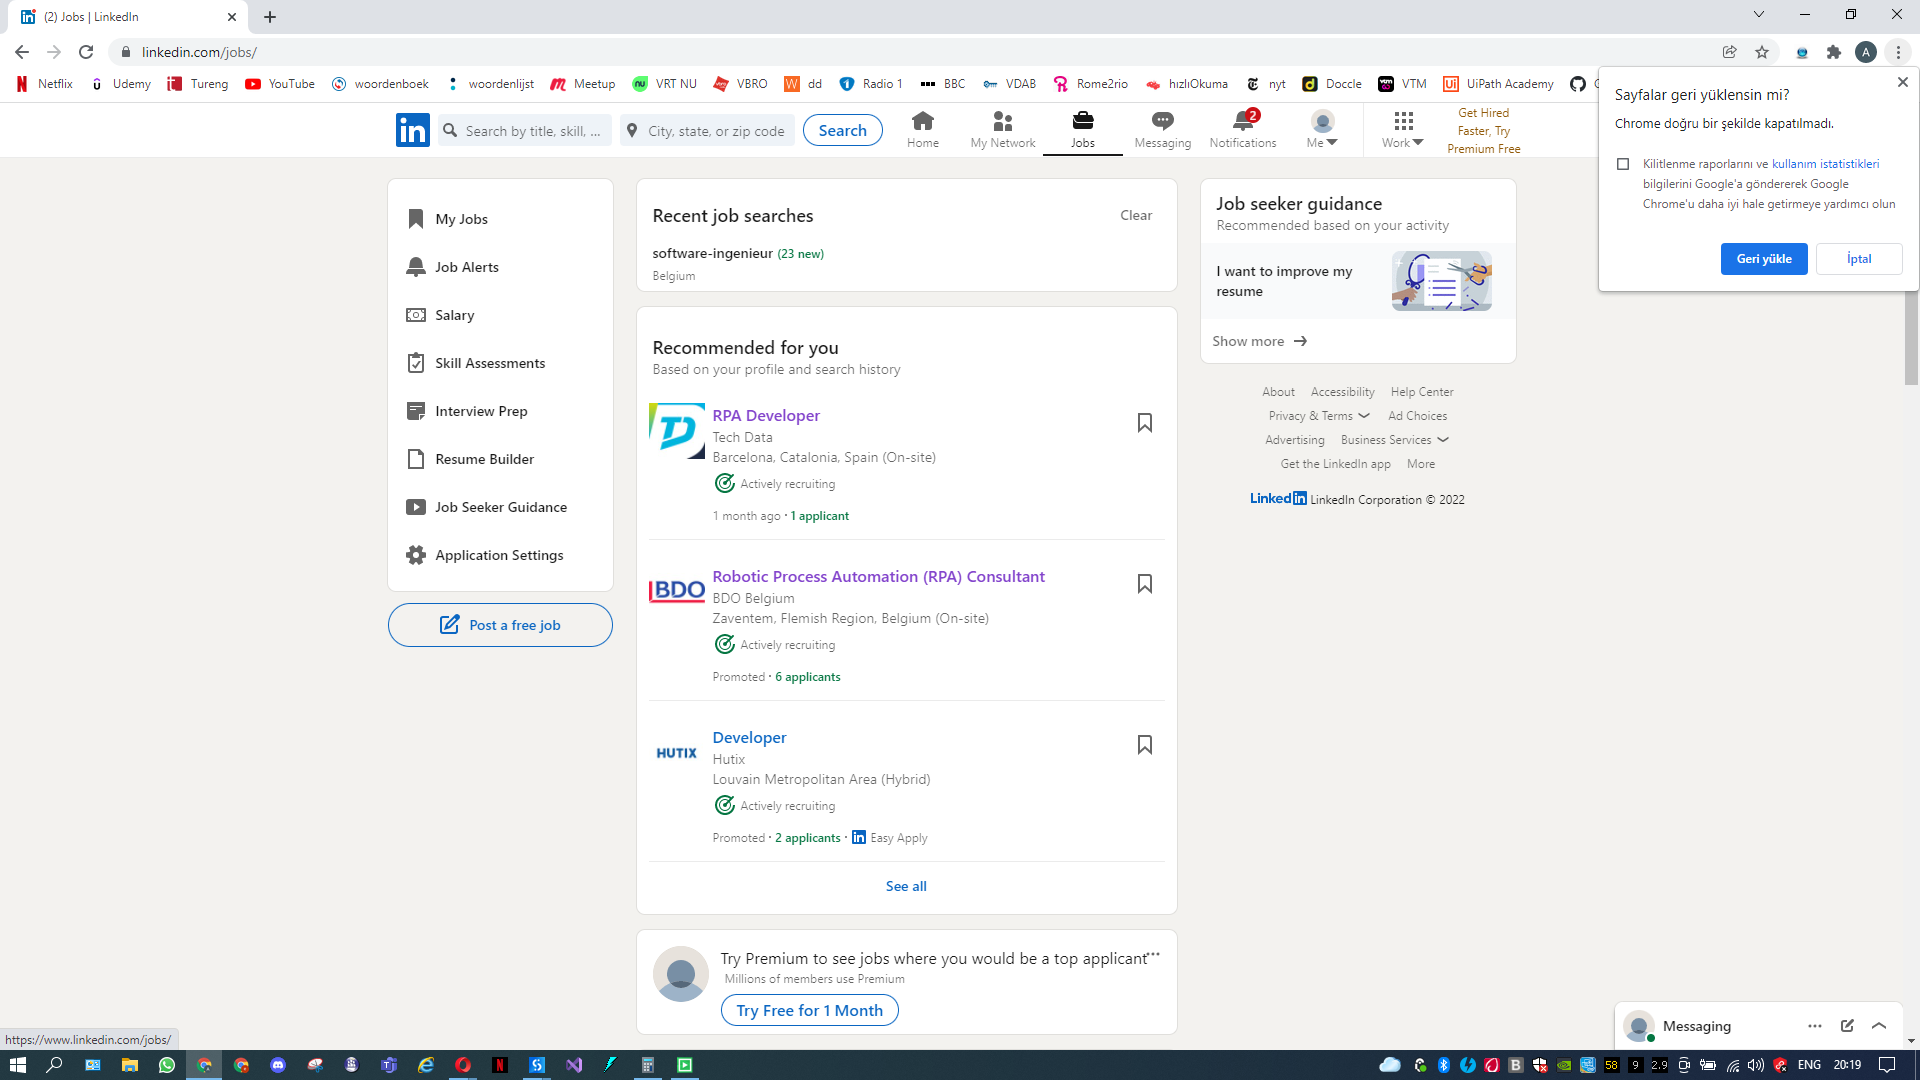 (2) Jobs | LinkedIn
linkedin.com/jobs/
Netflix
Udemy
Tureng
YouTube
woordenboek
woordenlijst
Meetup
VRT NU
VBRO
dd
Radio 1
BBC
VDAB
Rome2rio
hızlıOkuma
nyt
Doccle
VTM
UiPath Academy
Sayfalar geri yüklensin mi?
Chrome doğru bir şekilde kapatılmadı.
Kilitlenme raporlarını ve kullanım istatistikleri
bilgilerini Google'a göndererek Google
Chrome'u daha iyi hale getirmeye yardımcı olun
Geri yükle
İptal
Search by title, skill, ...
City, state, or zip code
Search
Home
My Network
Jobs
Messaging
2
Notifications
Me
Work
Get Hired
Faster, Try
Premium Free
My Jobs
Job Alerts
Salary
Skill Assessments
Interview Prep
Resume Builder
Job Seeker Guidance
Application Settings
Post a free job
Recent job searches
Clear
software-ingenieur (23 new)
Belgium
Recommended for you
Based on your profile and search history
RPA Developer
Tech Data
Barcelona, Catalonia, Spain (On-site)
Actively recruiting
1 month ago · 1 applicant
BDO
Robotic Process Automation (RPA) Consultant
BDO Belgium
Zaventem, Flemish Region, Belgium (On-site)
Actively recruiting
Promoted · 6 applicants
HUTIX
Developer
Hutix
Louvain Metropolitan Area (Hybrid)
Actively recruiting
Promoted · 2 applicants · in Easy Apply
See all
Try Premium to see jobs where you would be a top applicant
Millions of members use Premium
Try Free for 1 Month
Job seeker guidance
Recommended based on your activity
I want to improve my
resume
Show more
About Accessibility Help Center
Privacy & Terms Ad Choices
Advertising Business Services
Get the LinkedIn app More
LinkedIn LinkedIn Corporation © 2022
Messaging
https://www.linkedin.com/jobs/
58
9
2.9
ENG
20:19